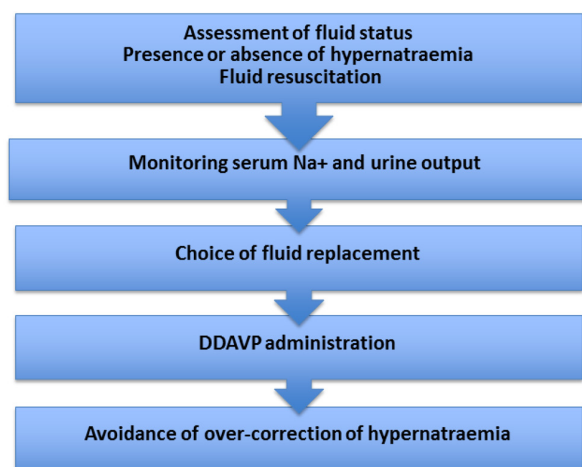 Assessment of fluid status
Presence or absence of hypernatraemia
Fluid resuscitation
Monitoring serum Na+ and urine output
Choice of fluid replacement
DDAVP administration
Avoidance of over-correction of hypernatraemia